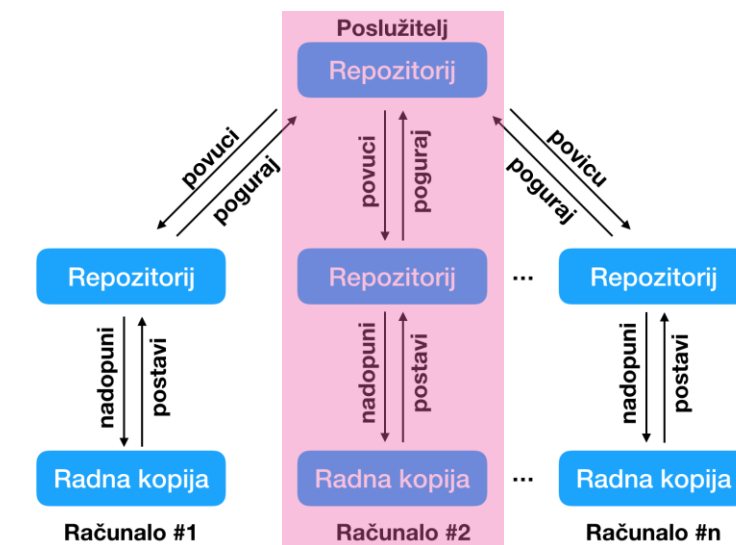 Poslužitelj
Repozitorij
povuci
poguraj
povuci
poguraj
povicu
poguraj
Repozitorij
Repozitorij
...
Repozitorij
nadopuni
postavi
nadopuni
postavi
nadopuni
postavi
Radna kopija
Radna kopija
...
Radna kopija
Računalo #1
Računalo #2
Računalo #n